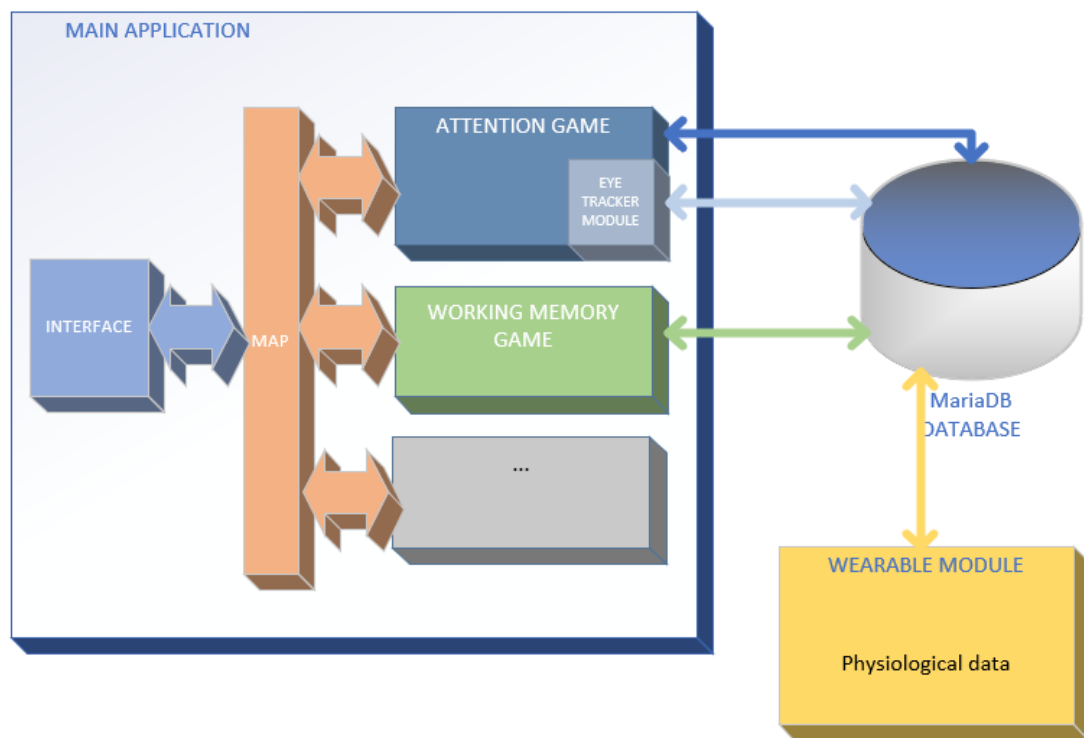 MAIN APPLICATION
ATTENTION GAME
EYE
TRACKER
MODULE
INTERFACE
MAP
WORKING MEMORY
GAME
...
MariaDB
DATABASE
WEARABLE MODULE
Physiological data